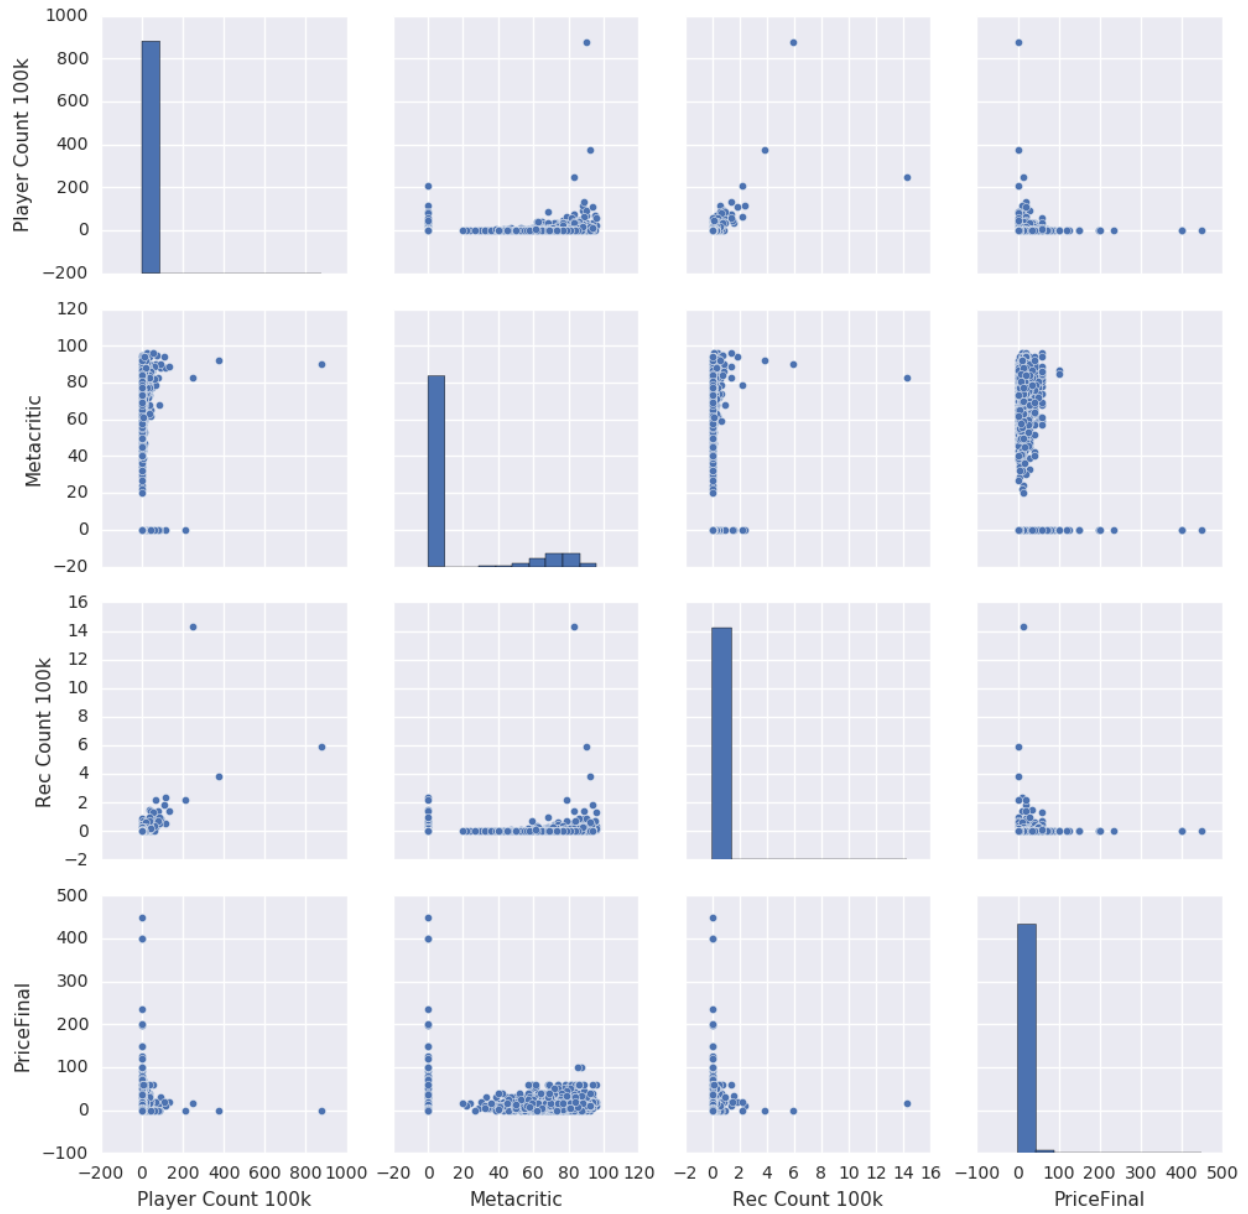 1000
800
600
400
200
0
−200
Player Count 100k
120
100
80
60
40
20
0
−20
Metacritic
16
14
12
10
8
6
4
2
0
−2
Rec Count 100k
500
400
300
200
100
0
−100
PriceFinal
−200 0 200 400 600 800 1000
Player Count 100k
−20 0 20 40 60 80 100 120
Metacritic
−2 0 2 4 6 8 10 12 14 16
Rec Count 100k
−100 0 100 200 300 400 500
PriceFinal